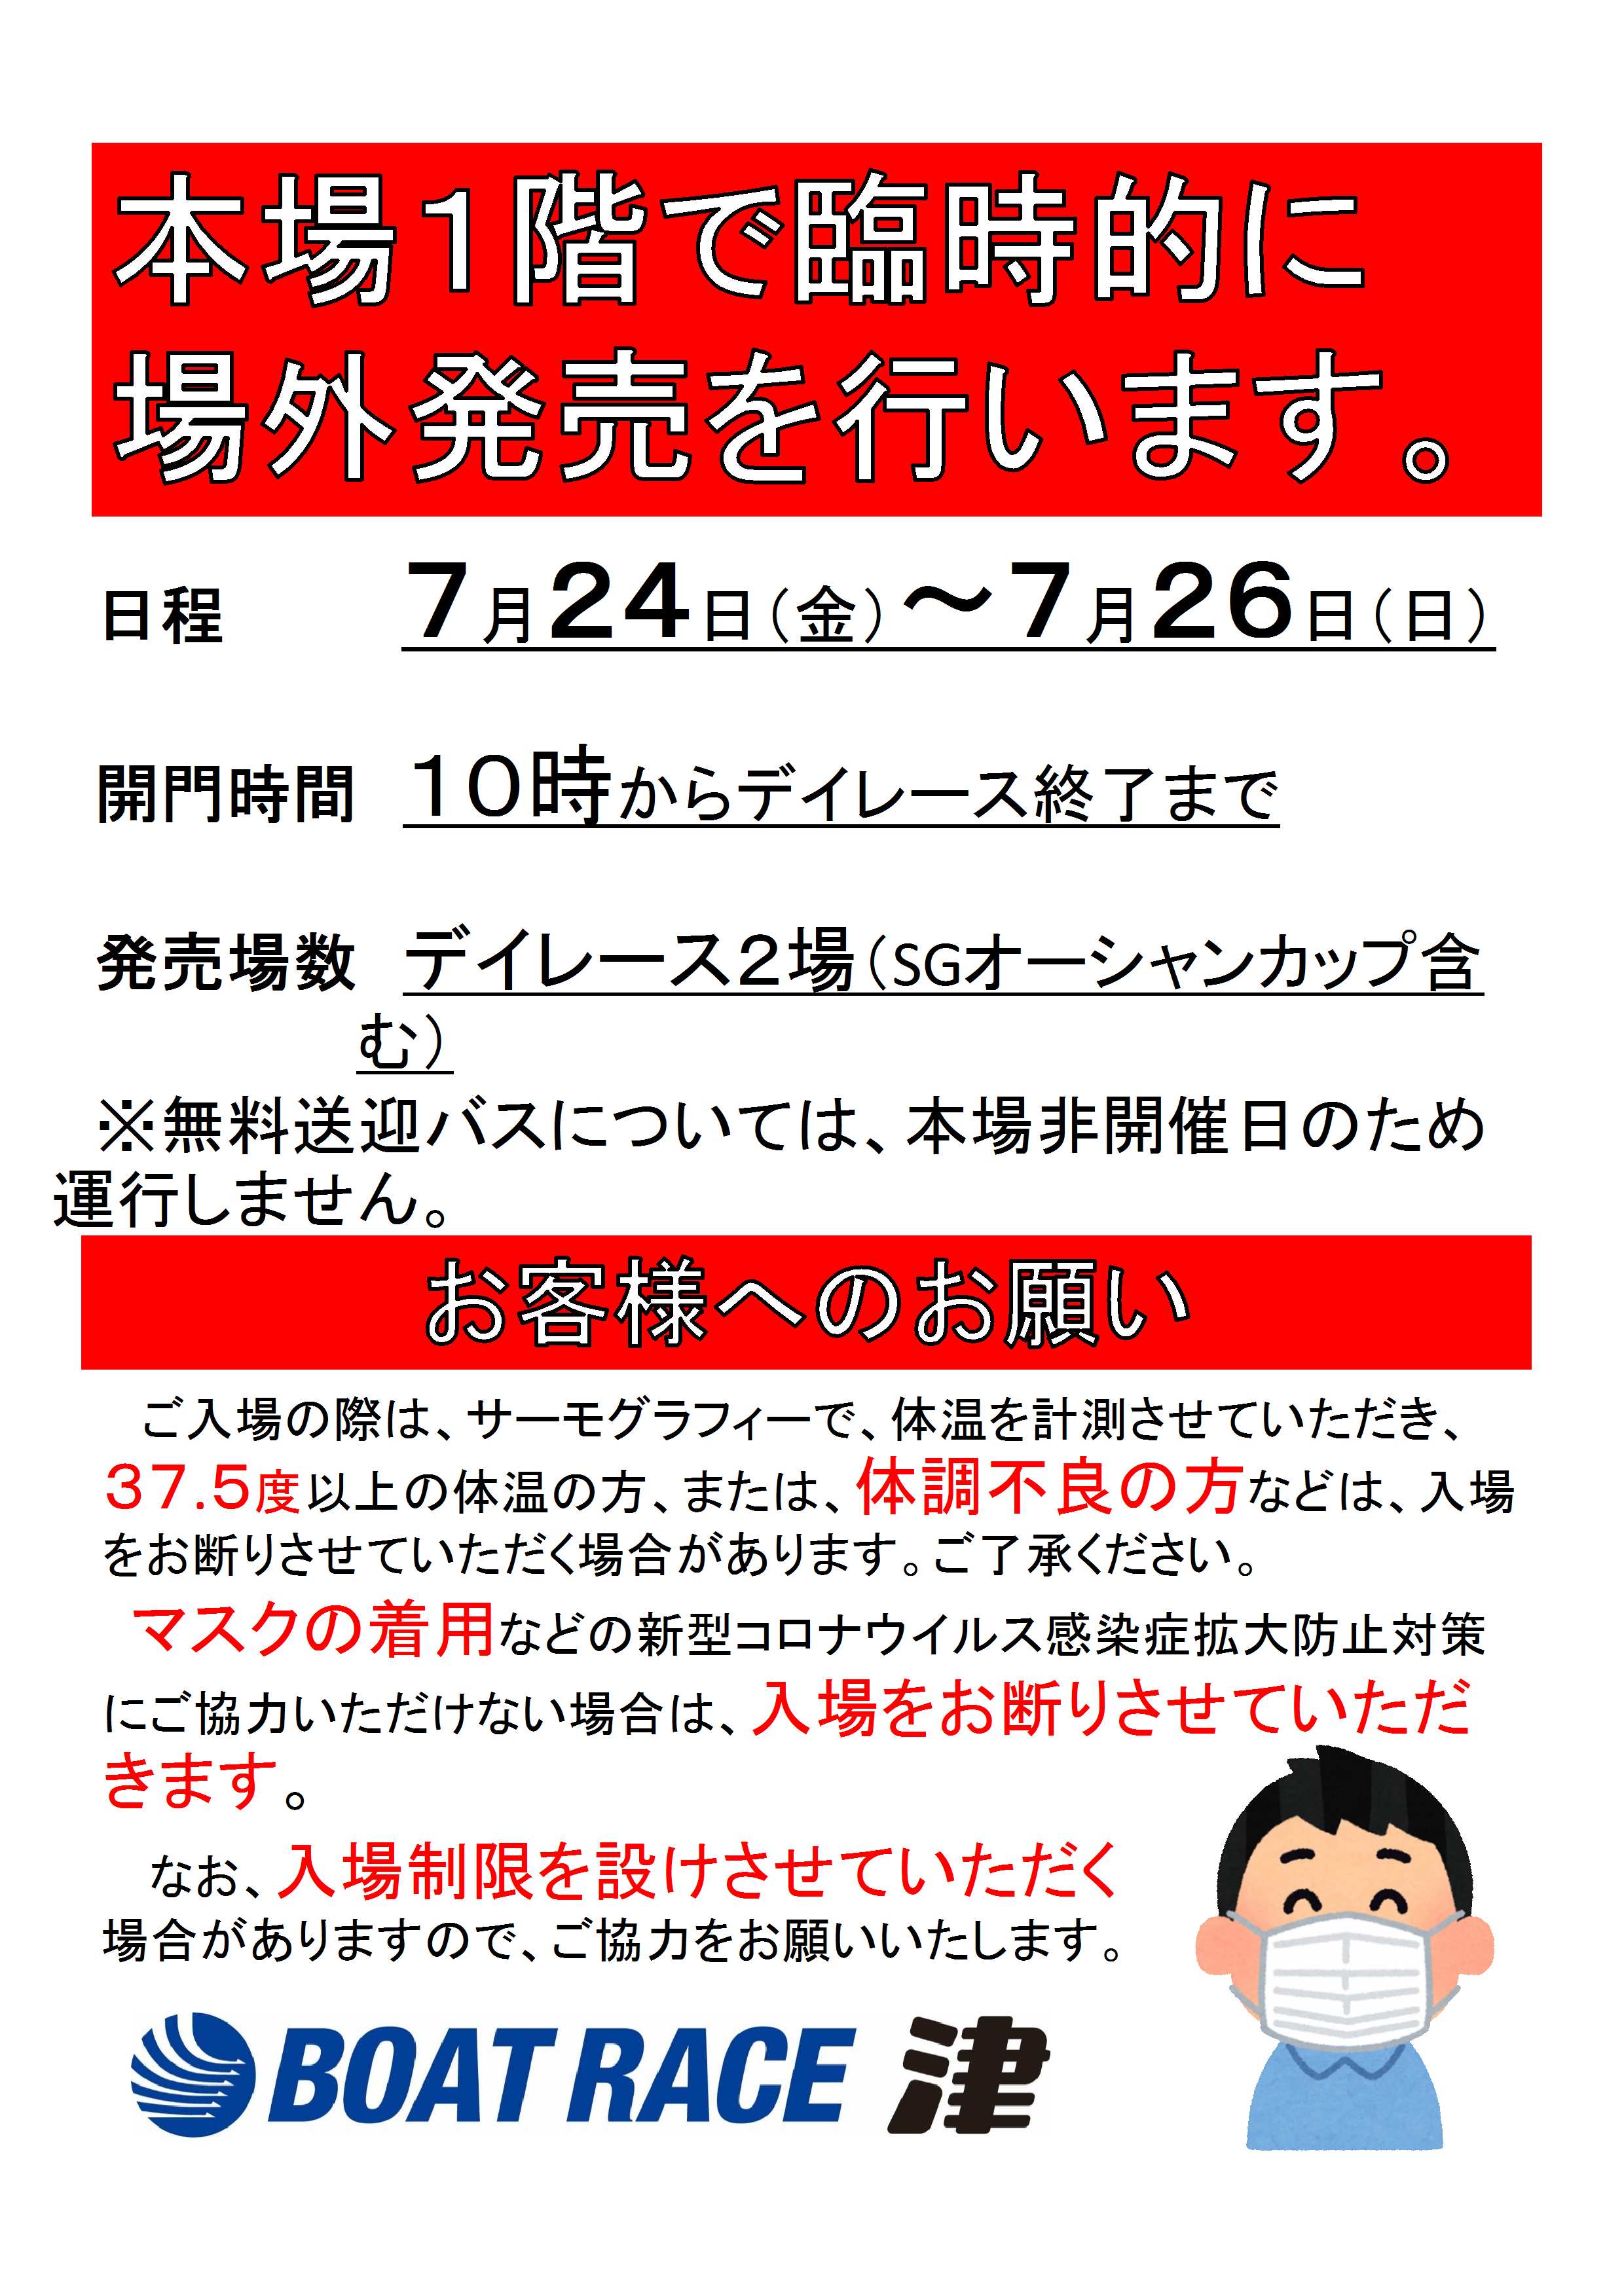 本場１階で臨時的に
場外発売を行います。
日程　７月２４日（金）～７月２６日（日）
開門時間　１０時からデイレース終了まで
発売場数　デイレース２場（SGオーシャンカップ含
む）
※無料送迎バスについては、本場非開催日のため
運行しません。
お客様へのお願い
ご入場の際は、サーモグラフィーで、体温を計測させていただき、
３７.５度以上の体温の方、または、体調不良の方などは、入場
をお断りさせていただく場合があります。ご了承ください。
マスクの着用などの新型コロナウイルス感染症拡大防止対策
にご協力いただけない場合は、入場をお断りさせていただ
きます。
なお、入場制限を設けさせていただく
場合がありますので、ご協力をお願いいたします。
BOAT RACE 津